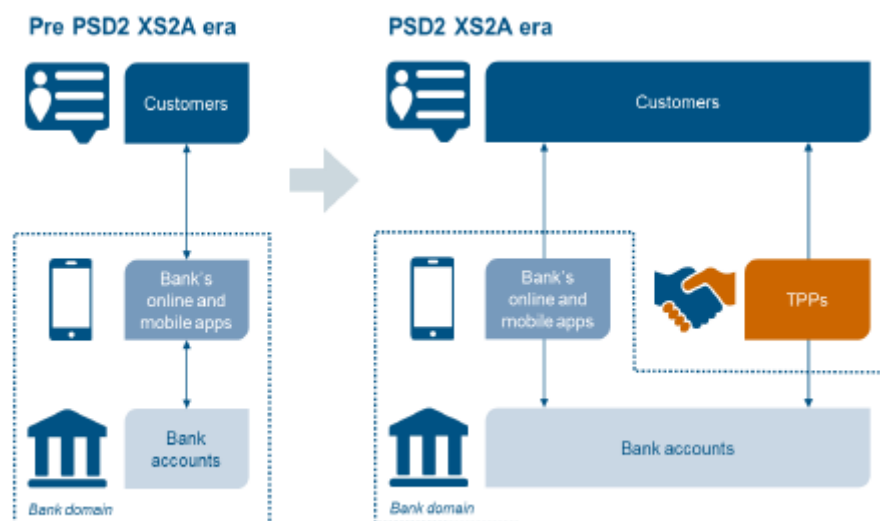 Pre PSD2 XS2A era
PSD2 XS2A era
Customers
Customers
Bank's
online and
mobile apps
Bank's
online and
mobile apps
TPPs
Bank
accounts
Bank accounts
Bank domain
Bank domain